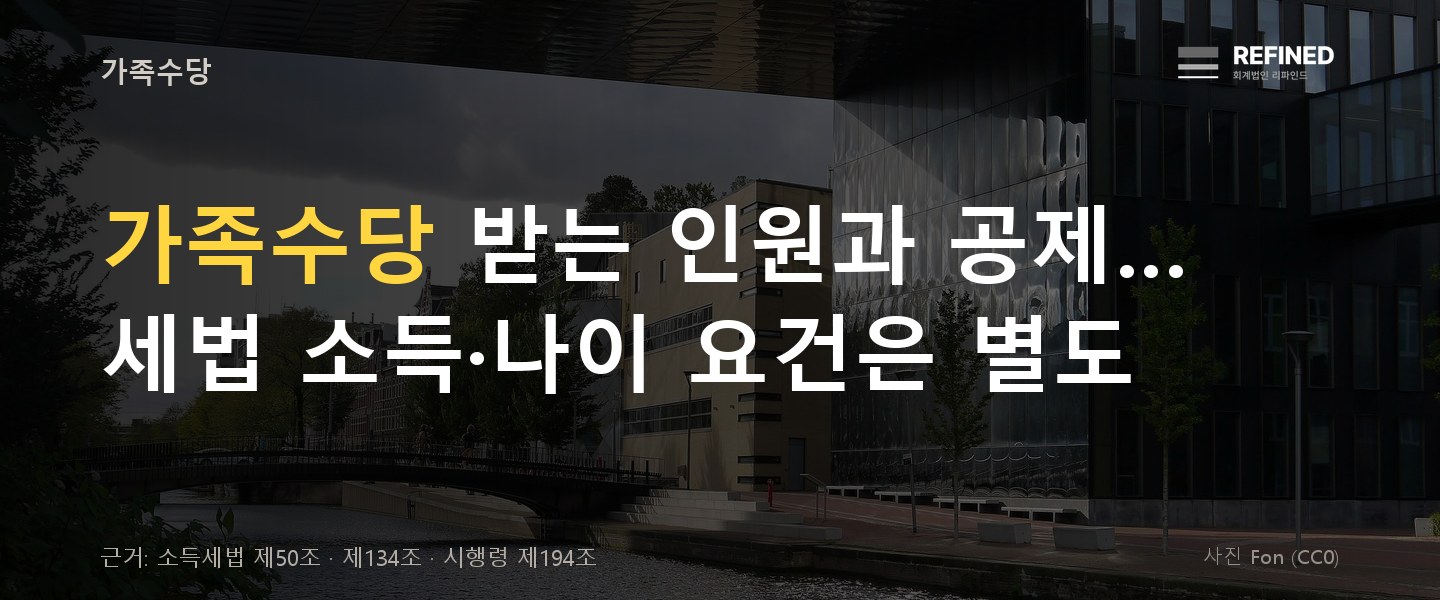 가족수당
REFINED
회계법인 리파인드
가족수당 받는 인원과 공제...
세법 소득·나이 요건은 별도
근거: 소득세법 제50조 · 제134조 · 시행령 제194조
사진 Fon (CC0)